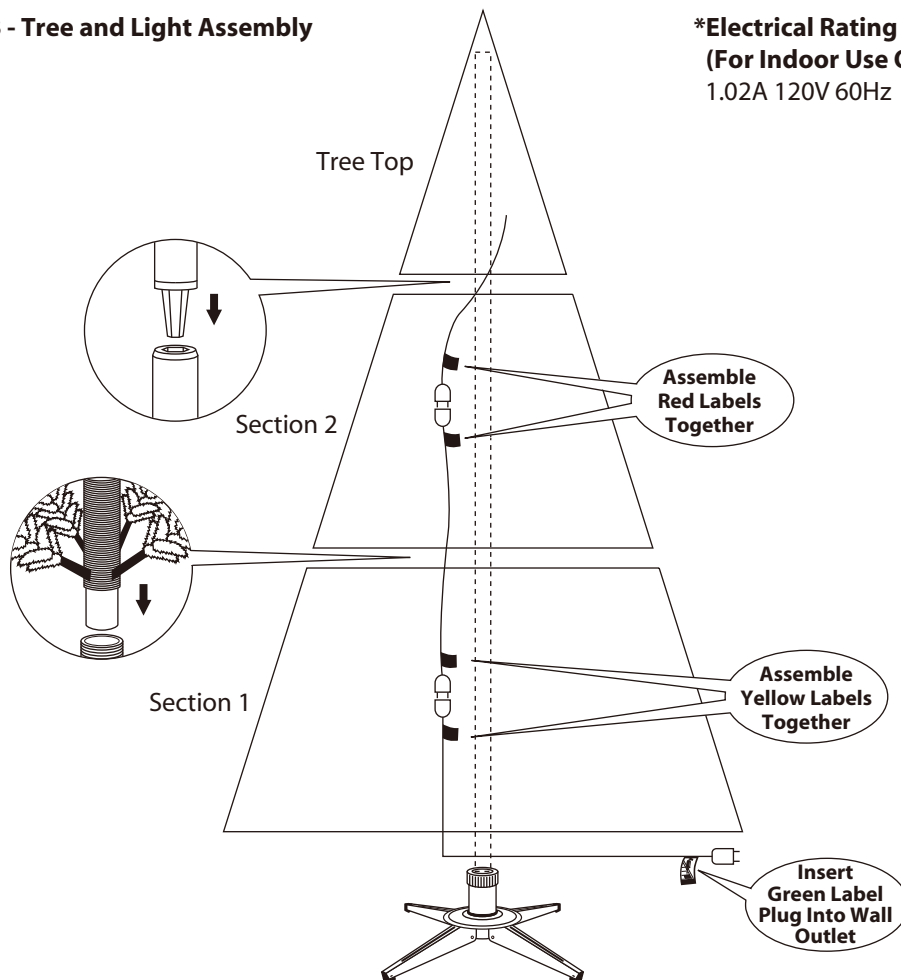 - Tree and Light Assembly
*Electrical Rating
(For Indoor Use
1.02A 120V 60Hz
Tree Top
Assemble
Red Labels
Together
Section 2
Assemble
Yellow Labels
Together
Section 1
Insert
Green Label
Plug Into Wall
Outlet